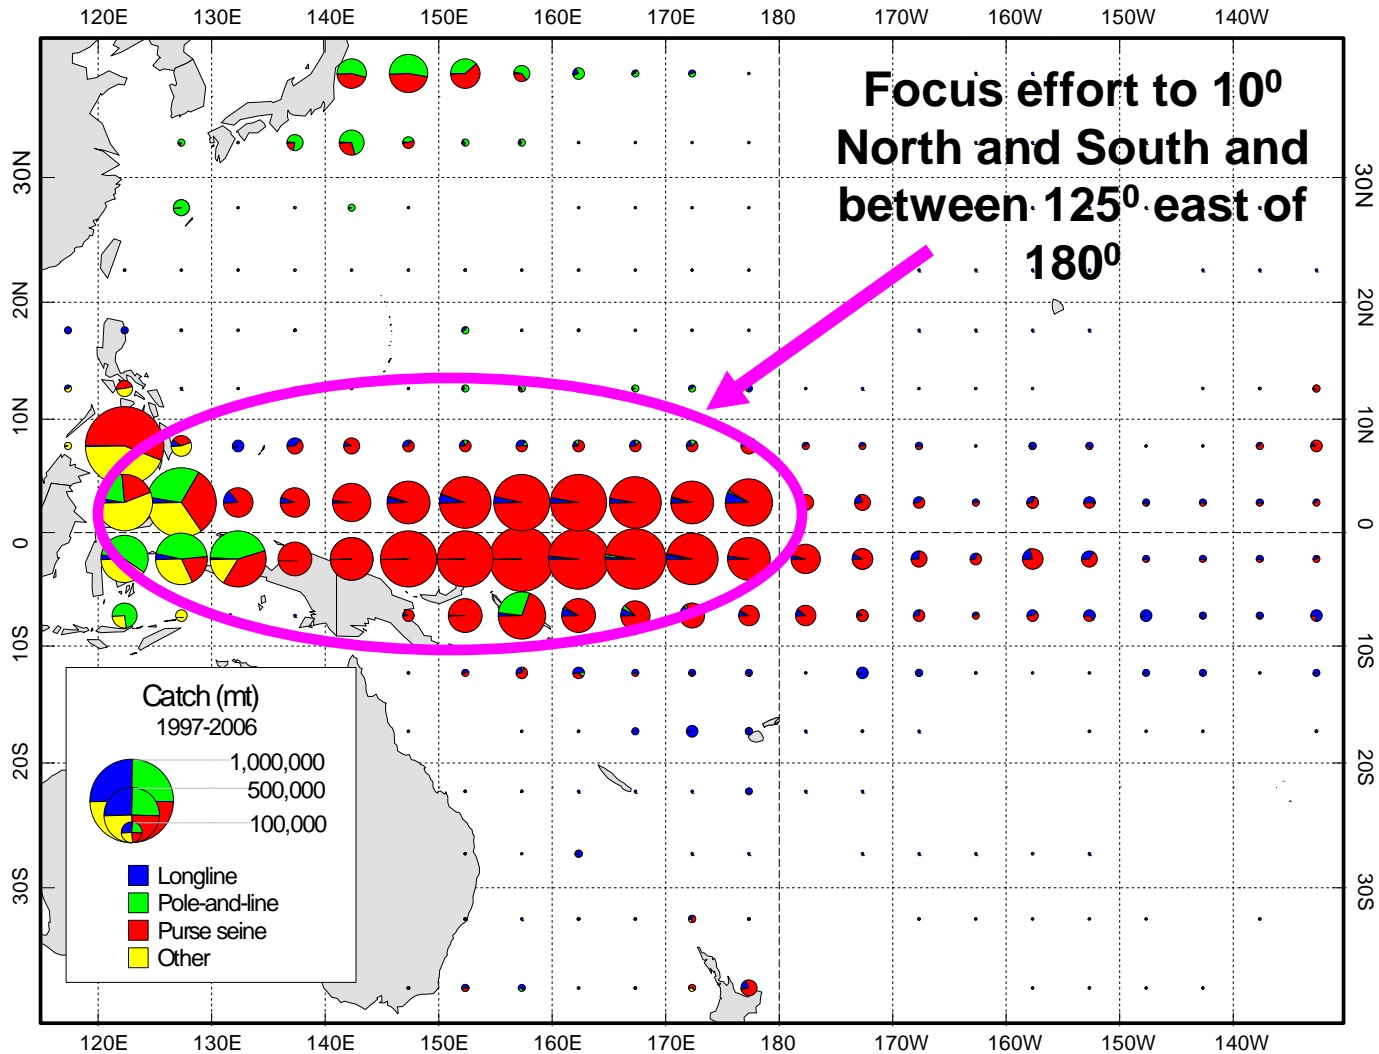 120E 130E 140E 150E 160E 170E 180 170W 160W 150W 140W
Focus effort to 10⁰
North and South and
between 125⁰ east of
180⁰
30N 30N
20N 20N
10N 10N
0 0
10S 10S
20S 20S
30S 30S
Catch (mt)
1997-2006
1,000,000
500,000
100,000
Longline
Pole-and-line
Purse seine
Other
120E 130E 140E 150E 160E 170E 180 170W 160W 150W 140W